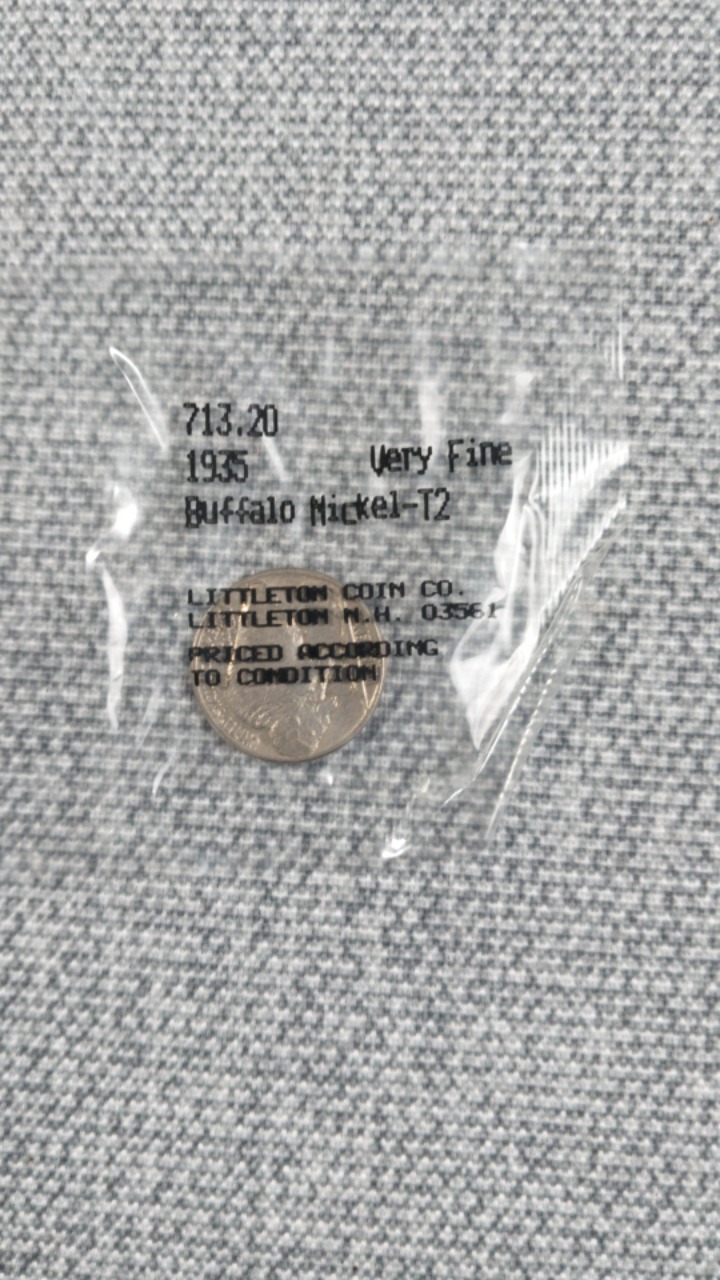 713.20
1935 Very Fine
Buffalo Nickel-T2
LITTLETON COIN CO.
LITTLETON N.H. 03561
PRICED ACCORDING
TO CONDITION